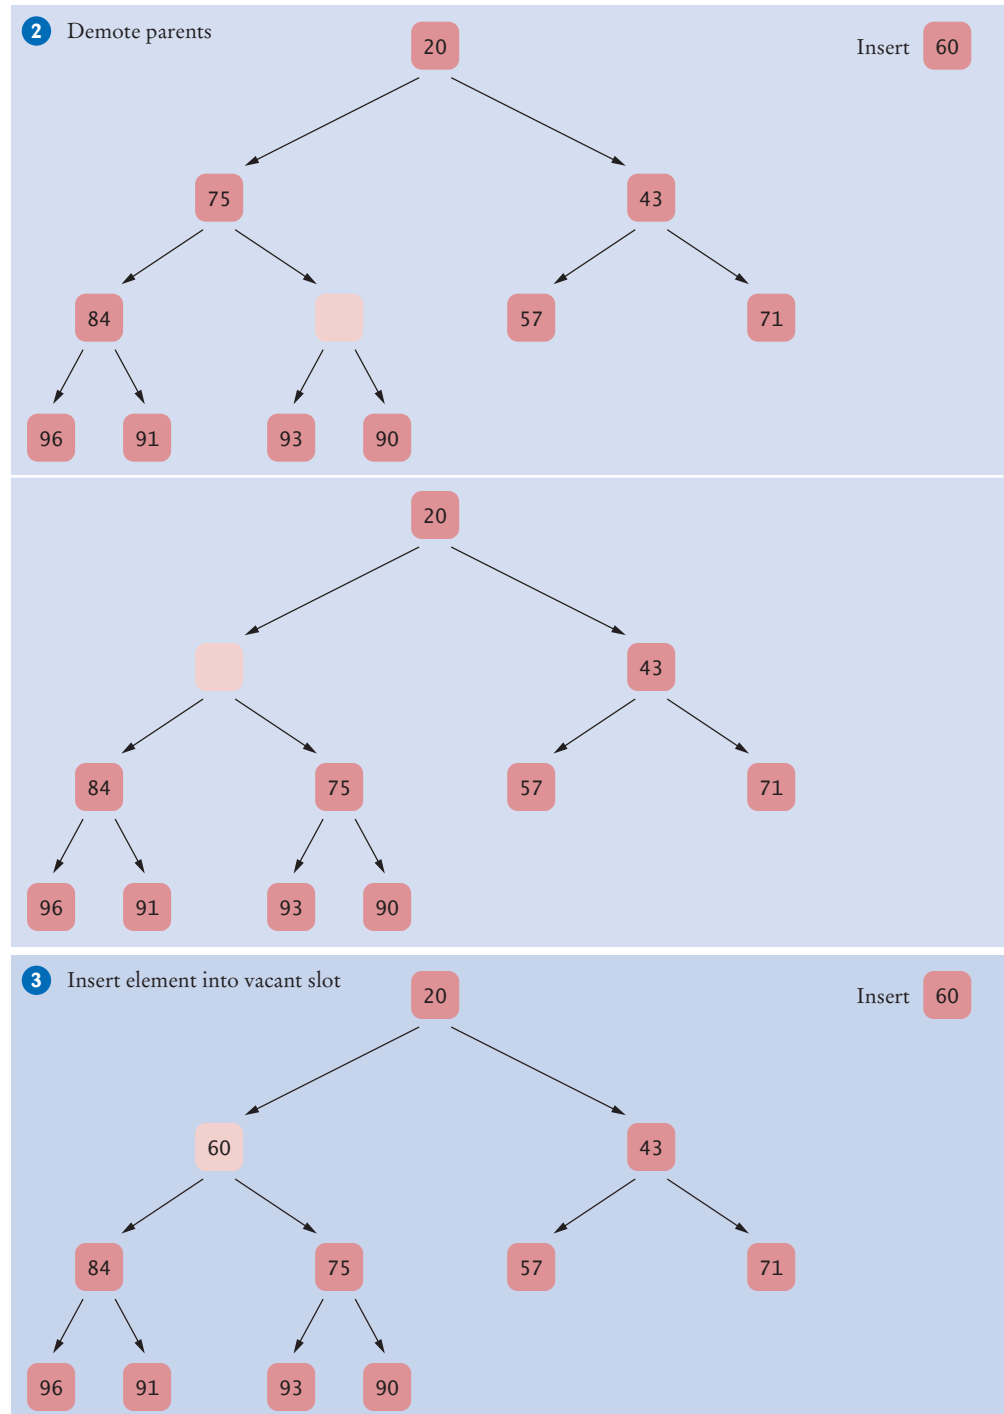 2 Demote parents
20
Insert 60
75 43
84 57 71
96 91 93 90
20
43
84 75 57 71
96 91 93 90
3 Insert element into vacant slot
20
Insert 60
60 43
84 75 57 71
96 91 93 90